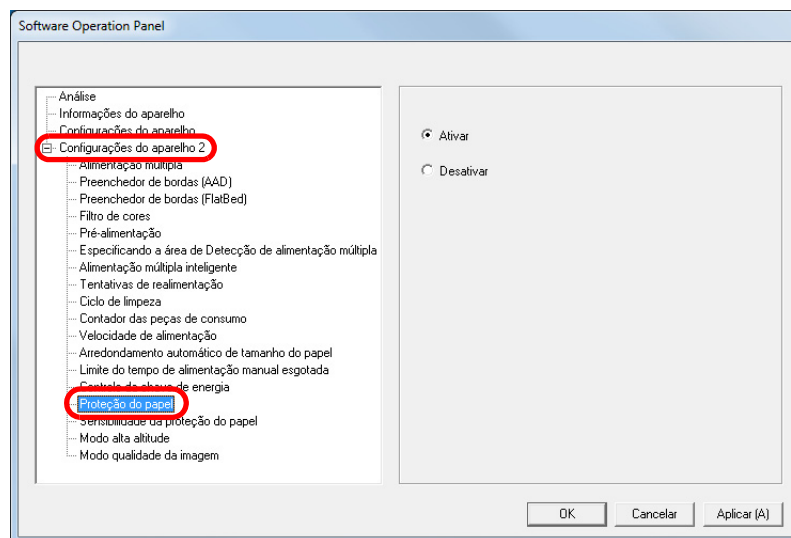 Software Operation Panel
Análise
Informações do aparelho
Configurações do aparelho
Configurações do aparelho 2
Alimentação múltipla
Preenchedor de bordas (AAD)
Preenchedor de bordas (FlatBed)
Filtro de cores
Pré-alimentação
Especificando a área de Detecção de alimentação múltipla
Alimentação múltipla inteligente
Tentativas de realimentação
Ciclo de limpeza
Contador das peças de consumo
Velocidade de alimentação
Arredondamento automático de tamanho do papel
Limite do tempo de alimentação manual esgotada
Controle da chave de energia
Proteção do papel
Sensibilidade da proteção do papel
Modo alta altitude
Modo qualidade da imagem
Ativar
Desativar
OK
Cancelar
Aplicar (A)